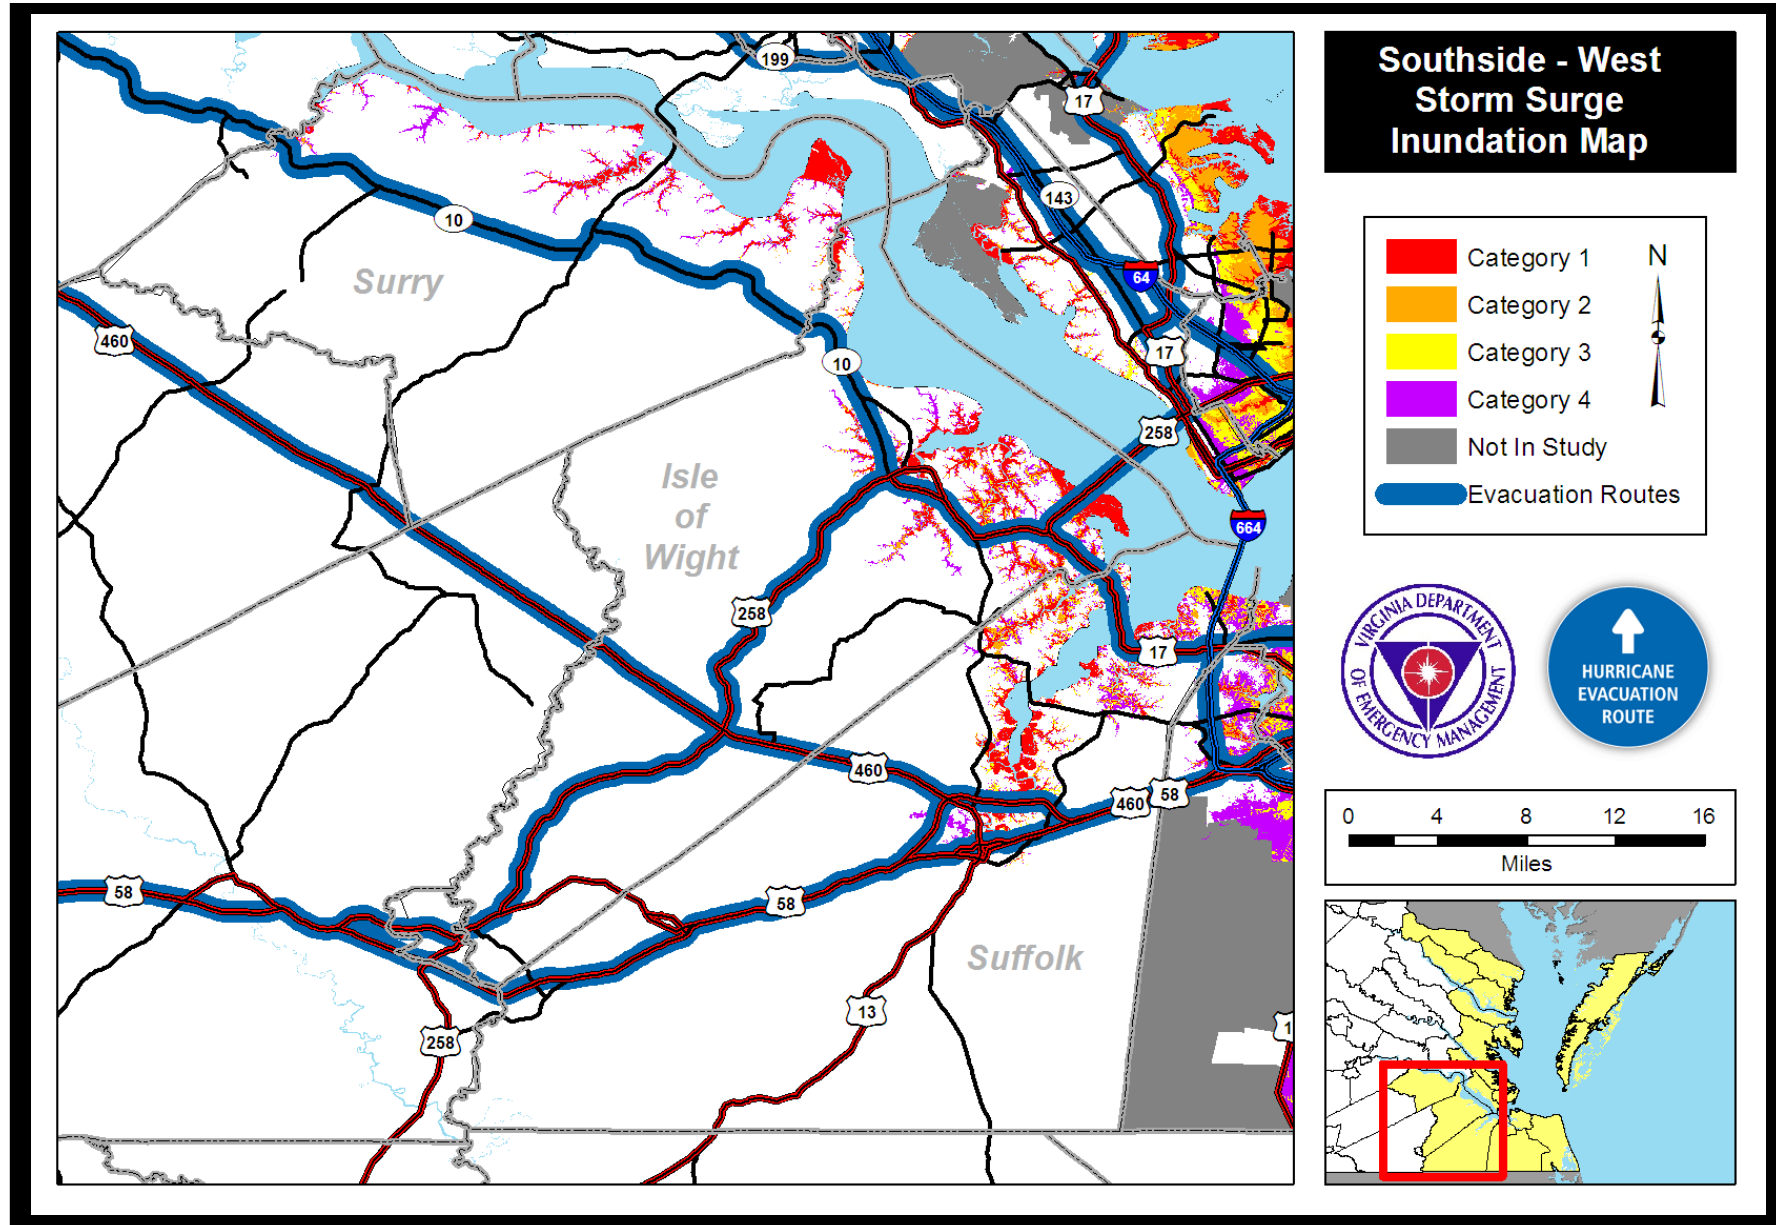 Southside - West
Storm Surge
Inundation Map
Category 1
Category 2
Category 3
Category 4
Not In Study
Evacuation Routes
N
VIRGINIA DEPARTMENT
OF EMERGENCY MANAGEMENT
HURRICANE
EVACUATION
ROUTE
0 4 8 12 16
Miles
199
17
143
10
64
Surry
460
17
10
258
Isle
of
Wight
664
258
17
460
460
58
58
58
Suffolk
13
1
258